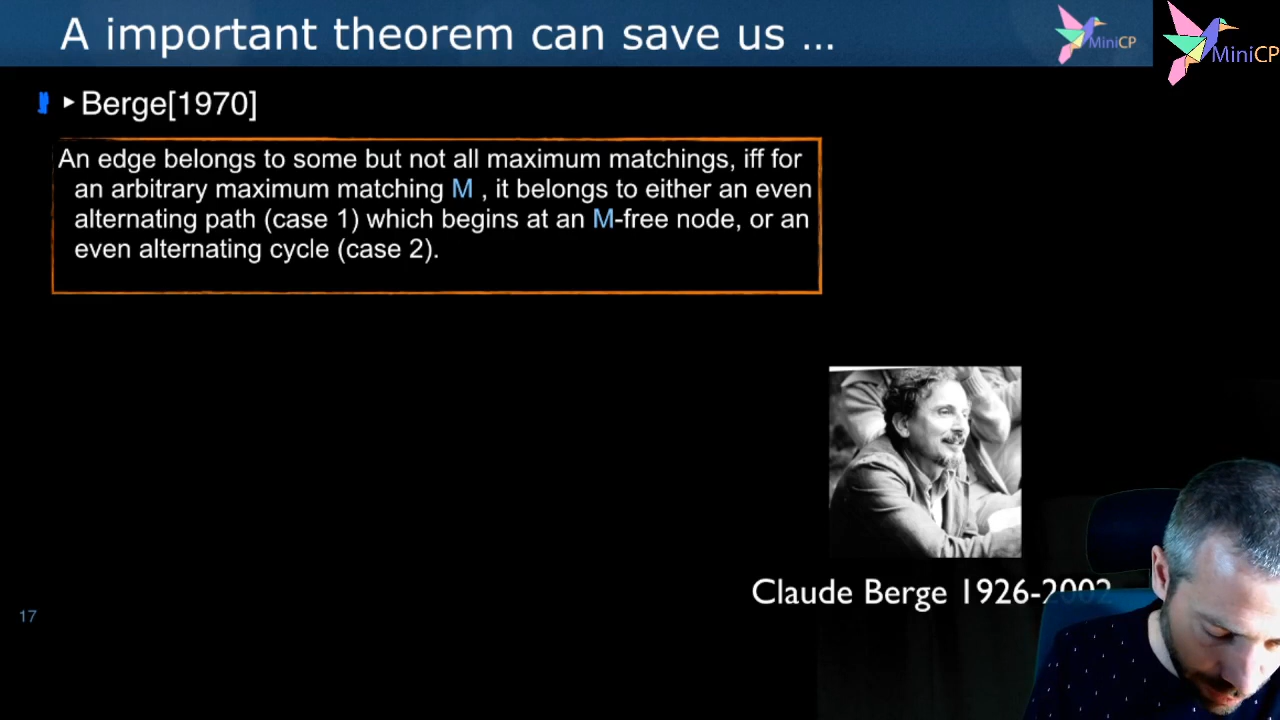 A important theorem can save us ...
MiniCP
MiniCP
▸ Berge[1970]
An edge belongs to some but not all maximum matchings, iff for
an arbitrary maximum matching M , it belongs to either an even
alternating path (case 1) which begins at an M-free node, or an
even alternating cycle (case 2).
Claude Berge 1926-2002
17